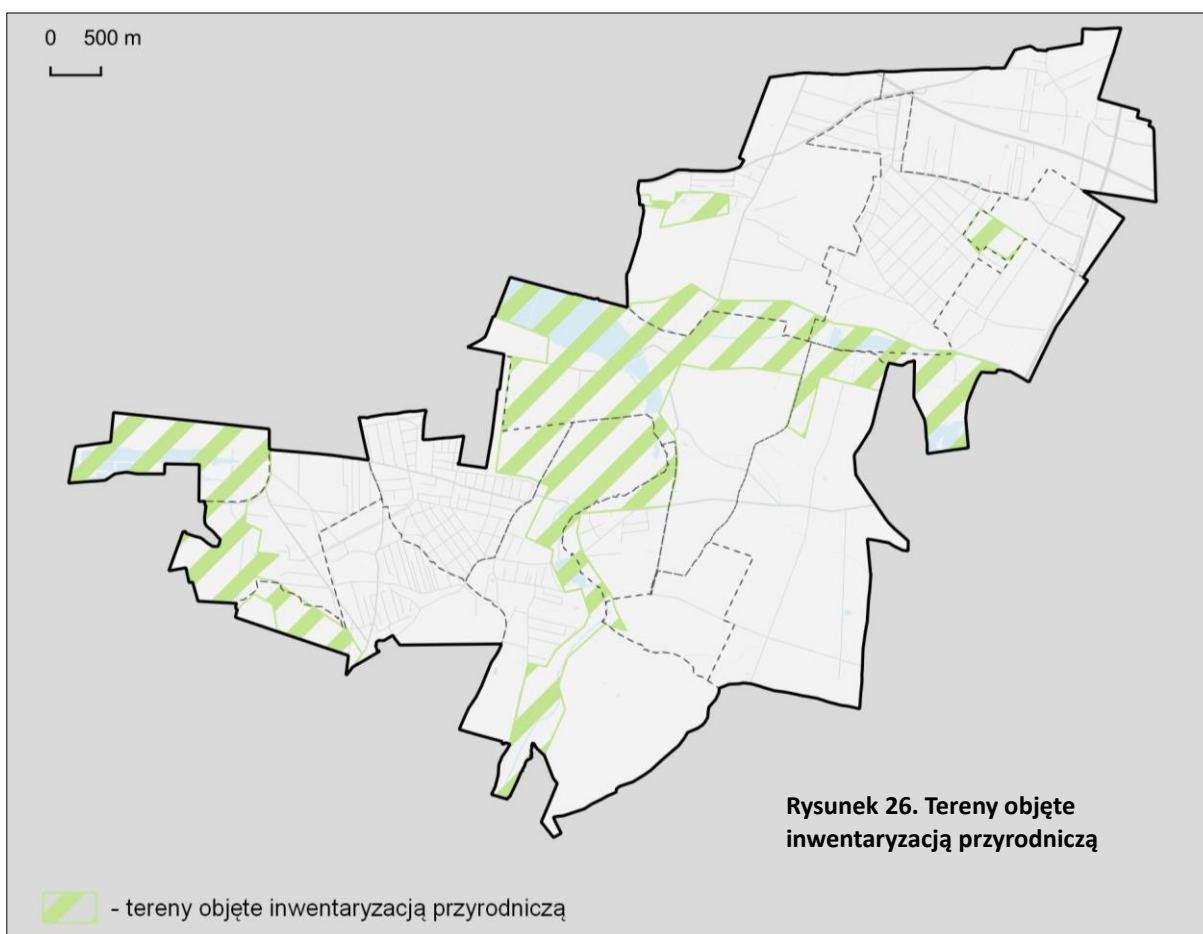 0 500 m
Rysunek 26. Tereny objęte
inwentaryzacją przyrodniczą
- tereny objęte inwentaryzacją przyrodniczą